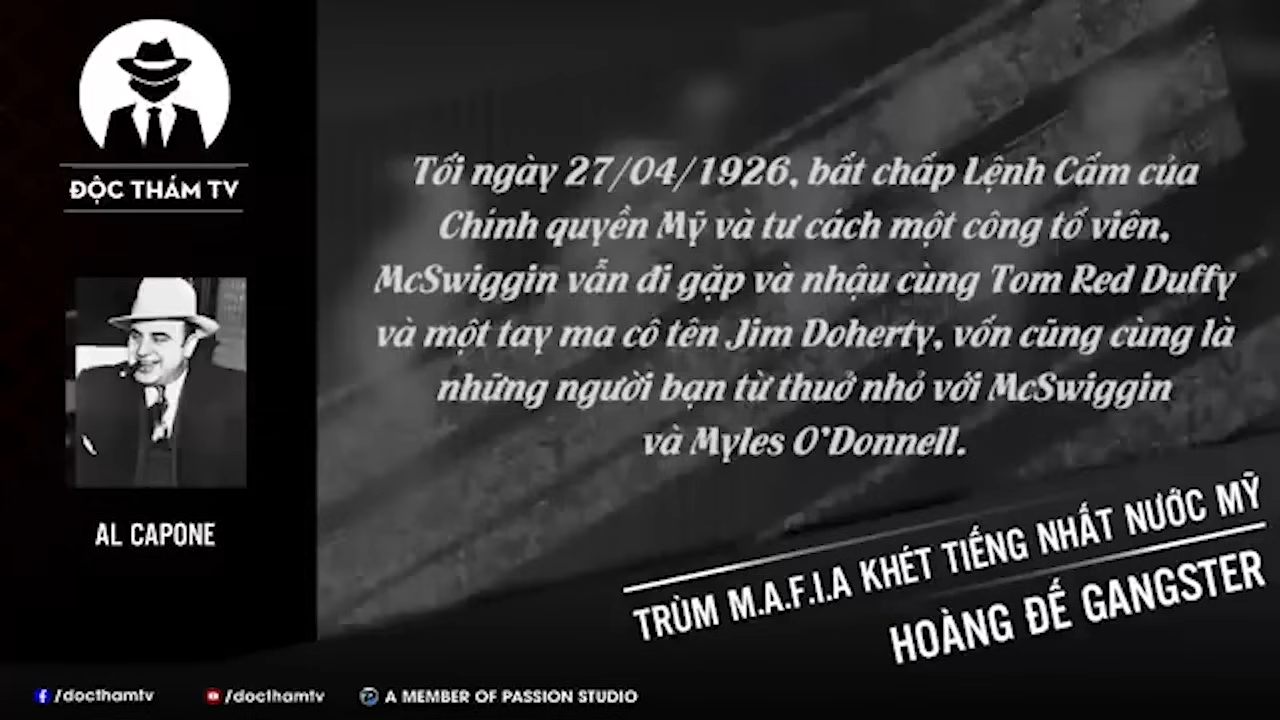 ĐỘC THÁM TV
AL CAPONE
Tối ngày 27/04/1926, bất chấp Lệnh Cấm của
Chính quyền Mỹ và tư cách một công tố viên,
McSwiggin vẫn đi gặp và nhậu cùng Tom Red Duffy
và một tay ma cô tên Jim Doherty, vốn cũng cùng là
những người bạn từ thuở nhỏ với McSwiggin
và Myles O'Donnell.
TRÙM M.A.F.I.A KHÉT TIẾNG NHẤT NƯỚC MỸ
HOÀNG ĐẾ GANGSTER
/docthamtv
/docthamtv
A MEMBER OF PASSION STUDIO